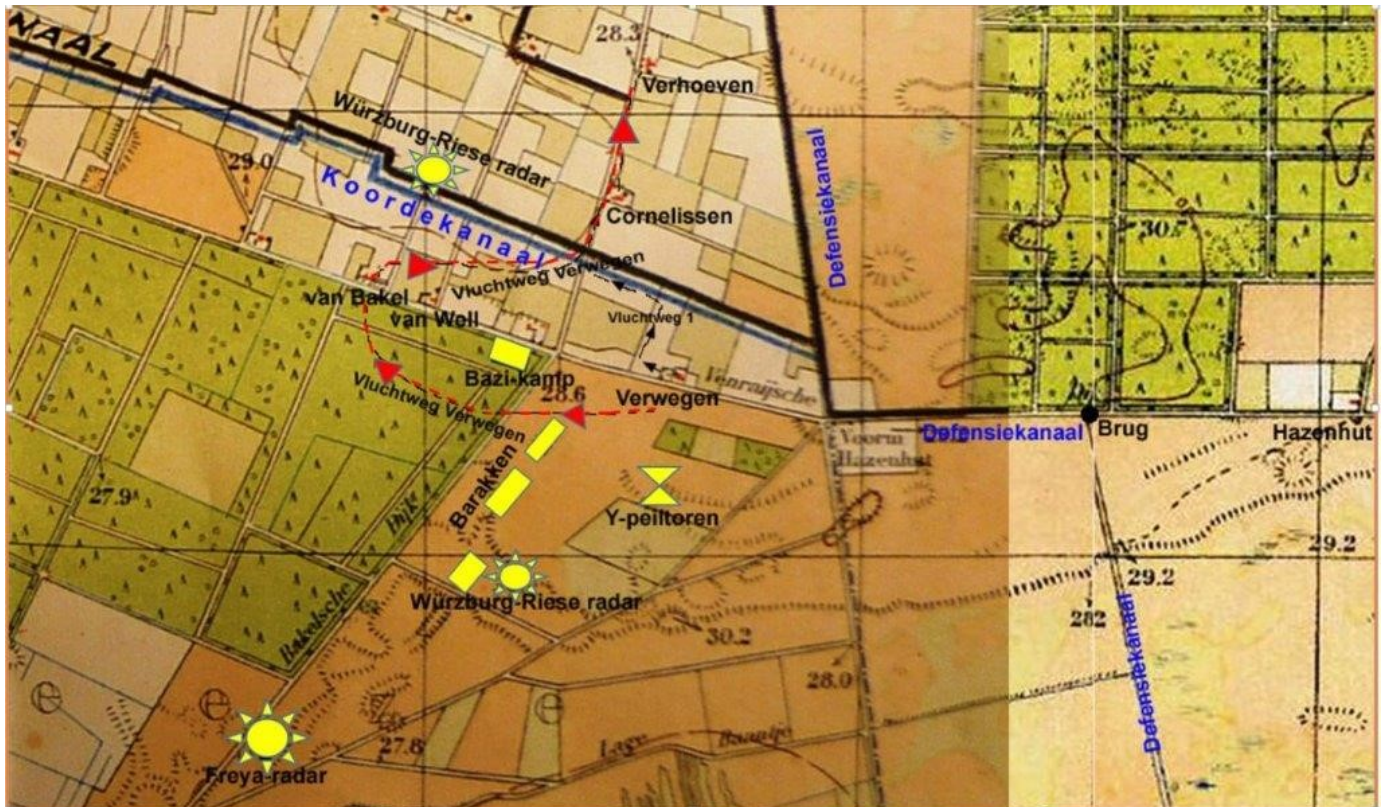 NAAL
28.3
Verhoeven
Würzburg-Riese radar
29.0
Koordekanaal
Defensiekanaal
Cornelissen
30.
Vluchtweg Verwegen
van Bakel
van Woll
Vluchtweg 1
Bazi-kamp
Venraijsche
28.6
Verwegen
Vluchtweg Verwegen
Defensiekanaal
Brug
Hazenhut
Voorm
Hazenhut
27.9
Barakken
Y-peiltoren
Dijk
29.2
29.2
Würzburg-Riese radar
Bakelsche
282
30.2
Defensiekanaal
28.0
e
e
e
27.8
Lage
Baantje
Freya-radar